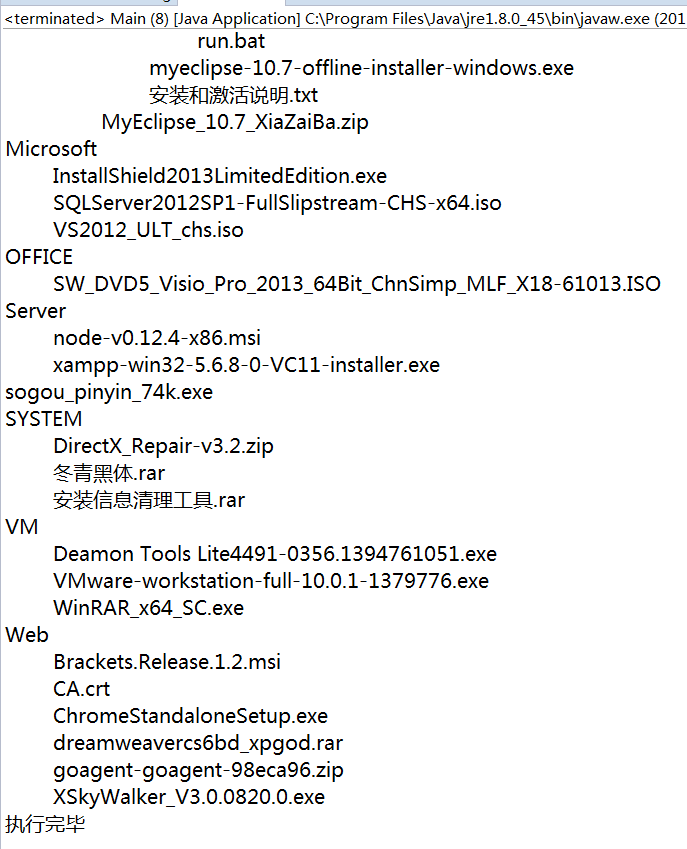 <terminated> Main (8) [Java Application] C:\Program Files\Java\jre1.8.0_45\bin\javaw.exe (201
run.bat
myeclipse-10.7-offline-installer-windows.exe
安装和激活说明.txt
MyEclipse_10.7_XiaZaiBa.zip
Microsoft
InstallShield2013LimitedEdition.exe
SQLServer2012SP1-FullSlipstream-CHS-x64.iso
VS2012_ULT_chs.iso
OFFICE
SW_DVD5_Visio_Pro_2013_64Bit_ChnSimp_MLF_X18-61013.ISO
Server
node-v0.12.4-x86.msi
xampp-win32-5.6.8-0-VC11-installer.exe
sogou_pinyin_74k.exe
SYSTEM
DirectX_Repair-v3.2.zip
冬青黑体.rar
安装信息清理工具.rar
VM
Deamon Tools Lite4491-0356.1394761051.exe
VMware-workstation-full-10.0.1-1379776.exe
WinRAR_x64_SC.exe
Web
Brackets.Release.1.2.msi
CA.crt
ChromeStandaloneSetup.exe
dreamweavercs6bd_xpgod.rar
goagent-goagent-98eca96.zip
XSkyWalker_V3.0.0820.0.exe
执行完毕